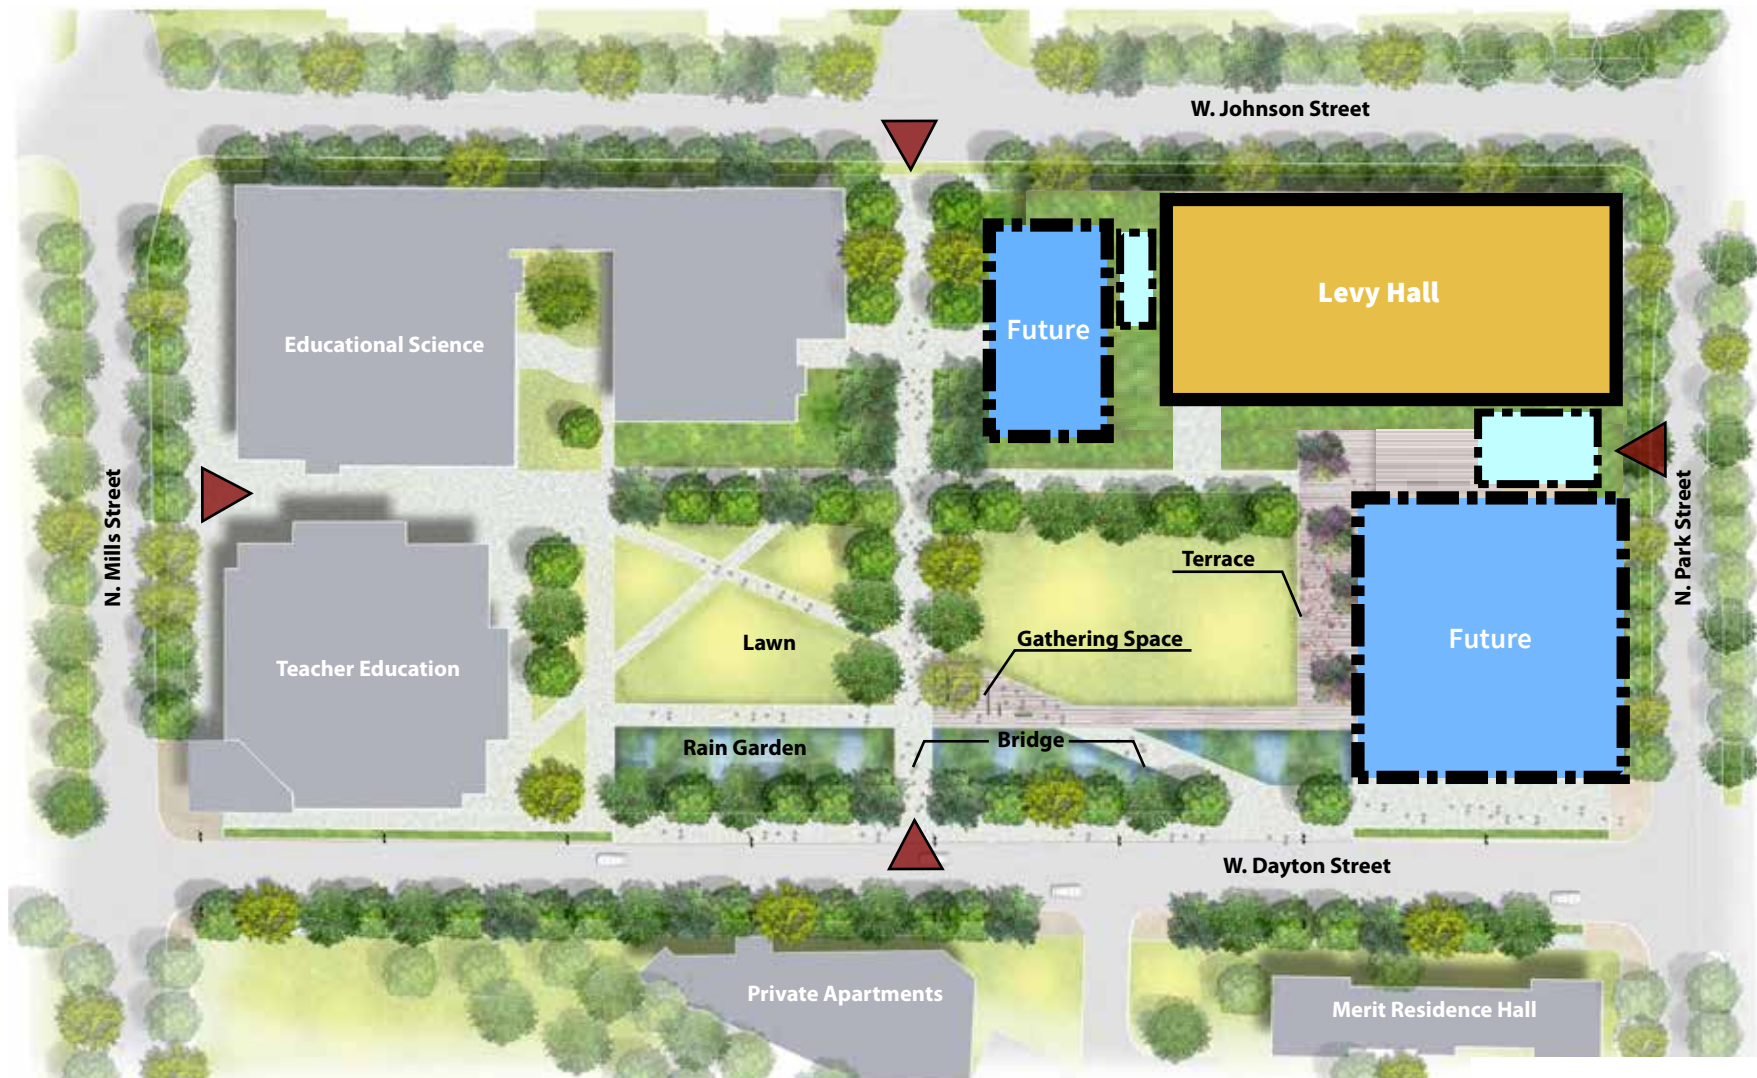 W. Johnson Street
Levy Hall
Future
Educational Science
N. Mills Street
N. Park Street
Terrace
Gathering Space
Lawn
Future
Teacher Education
Rain Garden
Bridge
W. Dayton Street
Private Apartments
Merit Residence Hall